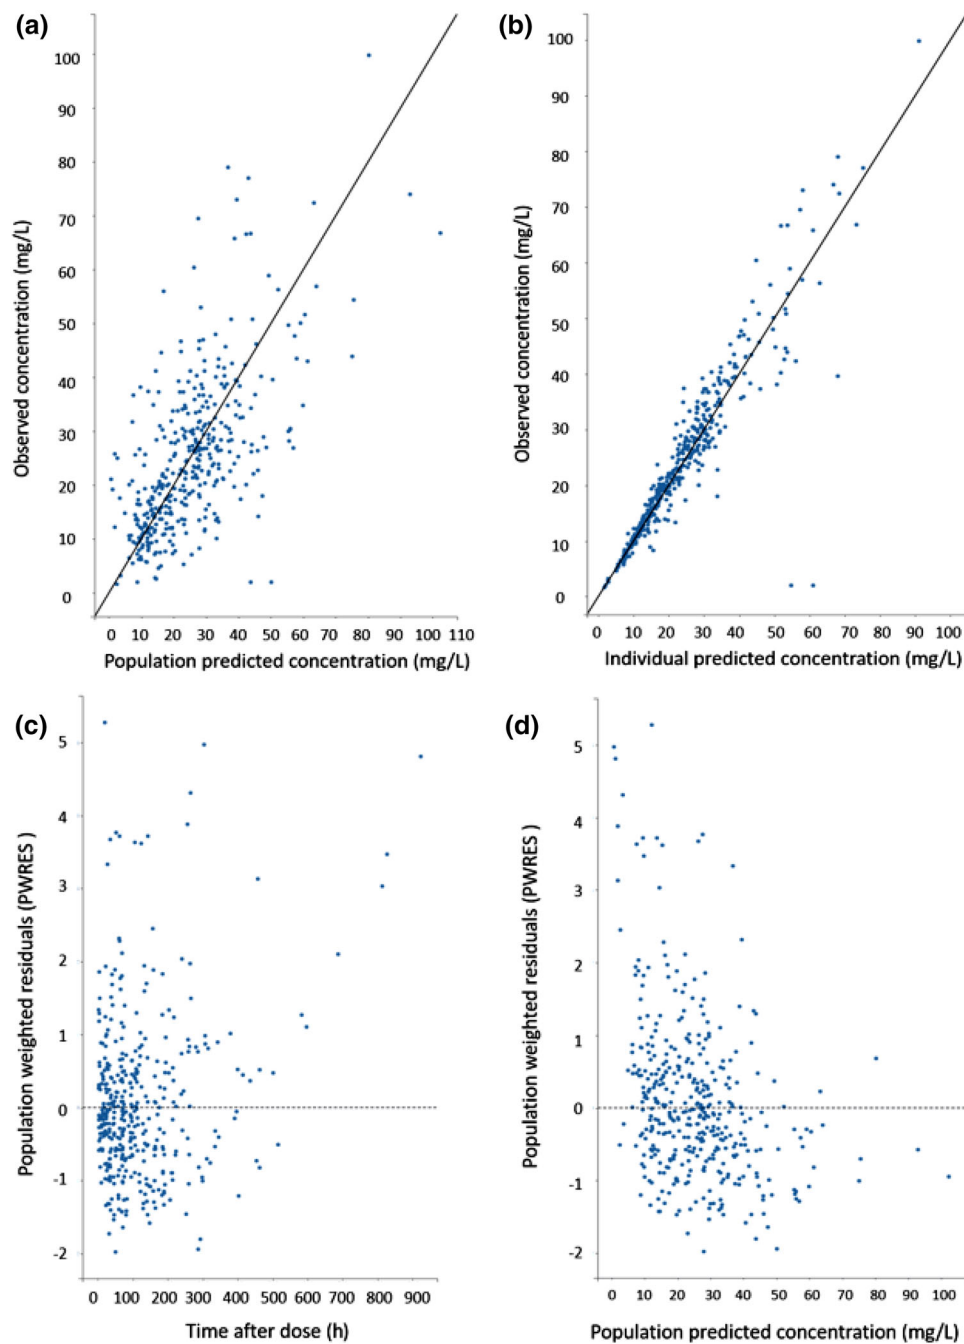 (a)
100
90
80
70
60
50
40
30
20
10
0
Observed concentration (mg/L)
0 10 20 30 40 50 60 70 80 90 100 110
Population predicted concentration (mg/L)
(b)
100
90
80
70
60
50
40
30
20
10
0
Observed concentration (mg/L)
0 10 20 30 40 50 60 70 80 90 100
Individual predicted concentration (mg/L)
(c)
5
4
3
2
1
0
-1
-2
Population weighted residuals (PWRES )
0 100 200 300 400 500 600 700 800 900
Time after dose (h)
(d)
5
4
3
2
1
0
-1
-2
Population weighted residuals (PWRES)
0 10 20 30 40 50 60 70 80 90 100
Population predicted concentration (mg/L)